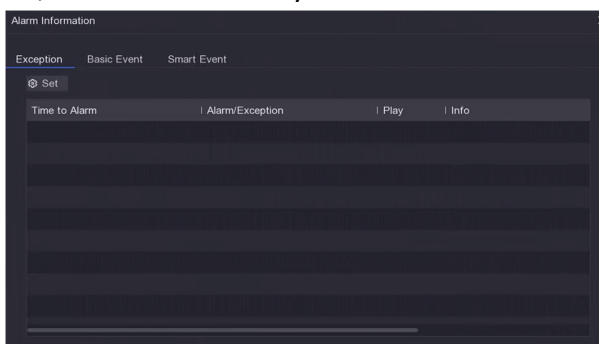 Alarm Information
Exception Basic Event Smart Event
Set
Time to Alarm Alarm/Exception Play Info